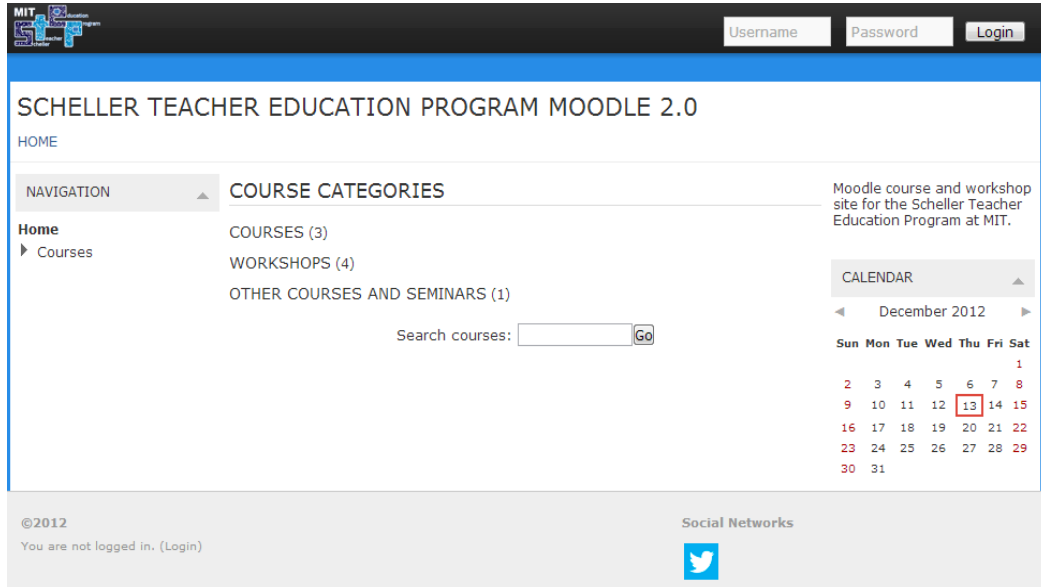 MIT
Education
Program
Teacher
Scheller
Username
Password
Login
SCHELLER TEACHER EDUCATION PROGRAM MOODLE 2.0
HOME
NAVIGATION
Home
Courses
COURSE CATEGORIES
COURSES (3)
WORKSHOPS (4)
OTHER COURSES AND SEMINARS (1)
Search courses: Go
Moodle course and workshop
site for the Scheller Teacher
Education Program at MIT.
CALENDAR
December 2012
Sun Mon Tue Wed Thu Fri Sat
1
2 3 4 5 6 7 8
9 10 11 12 13 14 15
16 17 18 19 20 21 22
23 24 25 26 27 28 29
30 31
©2012
You are not logged in. (Login)
Social Networks